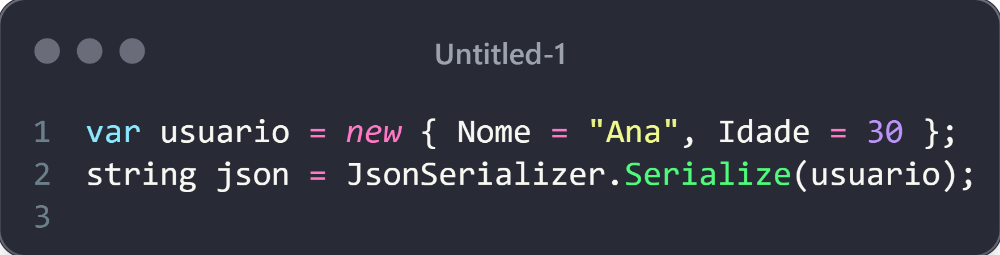 Untitled-1
1 var usuario = new { Nome = "Ana", Idade = 30 };
2 string json = JsonSerializer.Serialize(usuario);
3